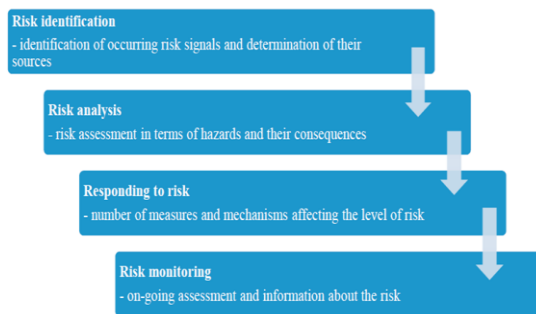 Risk identification
- identification of occurring risk signals and determination of their
sources
Risk analysis
- risk assessment in terms of hazards and their consequences
Responding to risk
- number of measures and mechanisms affecting the level of risk
Risk monitoring
- on-going assessment and information about the risk